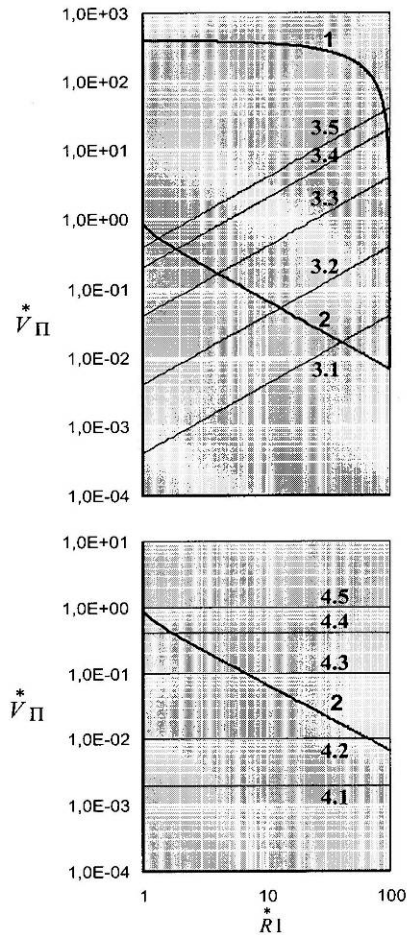 1,0E+03
1
1,0E+02
3.5
1,0E+01
3.4
3.3
1,0E+00
3.2
1,0E-01
*
V П
2
1,0E-02
3.1
1,0E-03
1,0E-04
1,0E+01
4.5
1,0E+00
4.4
4.3
1,0E-01
*
V П
2
1,0E-02
4.2
4.1
1,0E-03
1,0E-04
1 10 100
*
R 1